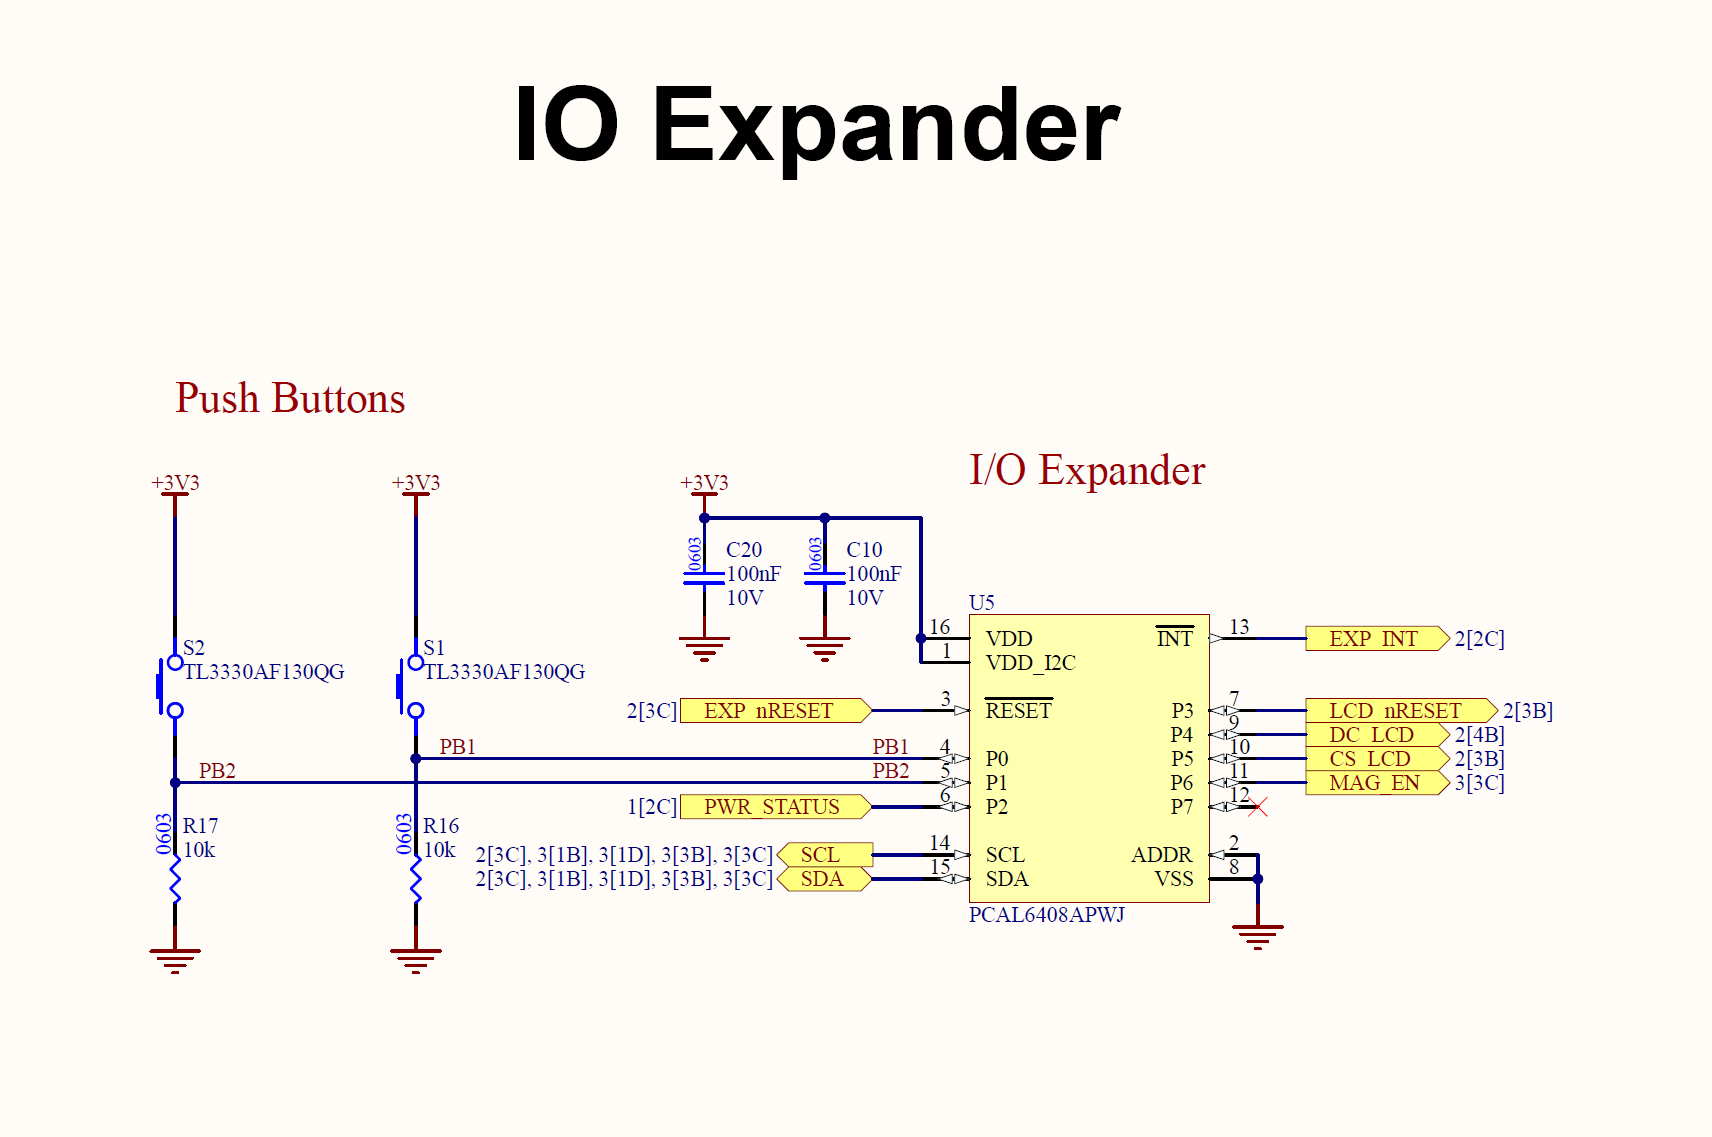 IO Expander
Push Buttons
I/O Expander
+3V3
+3V3
+3V3
0603
C20
100nF
10V
0603
C10
100nF
10V
S2
TL3330AF130QG
S1
TL3330AF130QG
U5
16
VDD
1
VDD_I2C
2[3C]
EXP_nRESET
3
RESET
PB1
PB1
4
P0
PB2
PB2
5
P1
1[2C]
PWR_STATUS
6
P2
2[3C], 3[1B], 3[1D], 3[3B], 3[3C]
SCL
14
SCL
2[3C], 3[1B], 3[1D], 3[3B], 3[3C]
SDA
15
SDA
INT
13
EXP_INT
2[2C]
P3
7
LCD_nRESET
2[3B]
P4
9
DC_LCD
2[4B]
P5
10
CS_LCD
2[3B]
P6
11
MAG_EN
3[3C]
P7
12
ADDR
2
VSS
8
PCAL6408APWJ
0603
R17
10k
0603
R16
10k